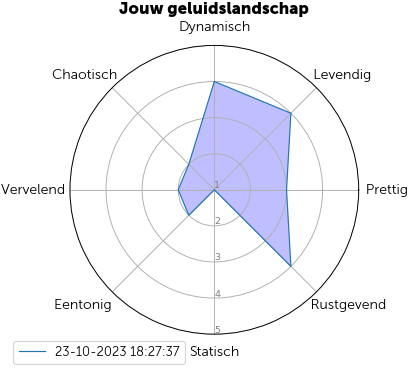 Jouw geluidslandschap
Dynamisch
Chaotisch
Levendig
Vervelend
1
Prettig
2
3
4
Eentonig
Rustgevend
5
23-10-2023 18:27:37
Statisch